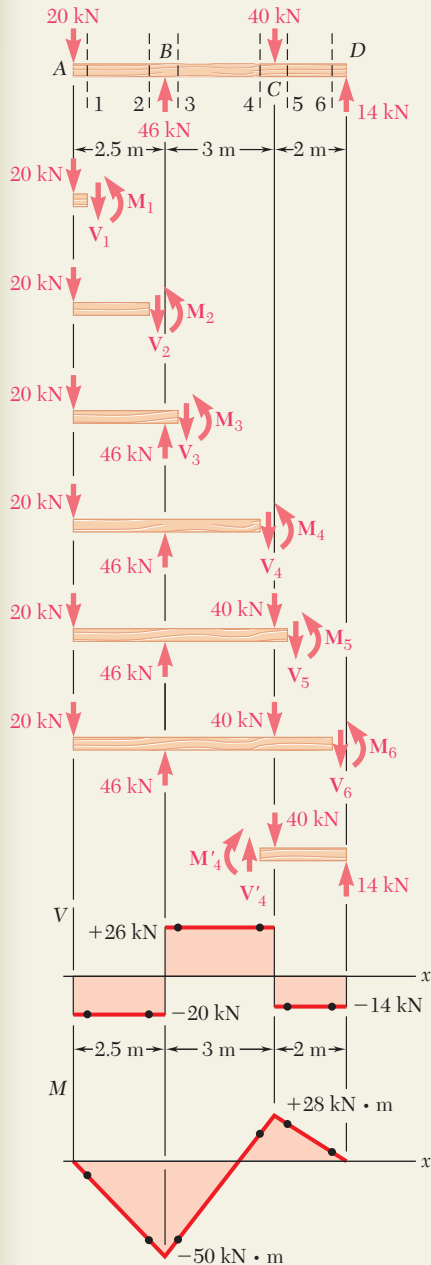 20 kN
40 kN
A
B
D
1
2
3
4
C
5
6
46 kN
14 kN
2.5 m
3 m
2 m
20 kN
M1
V1
20 kN
M2
V2
20 kN
M3
46 kN
V3
20 kN
M4
46 kN
V4
20 kN
40 kN
M5
46 kN
V5
20 kN
40 kN
M6
46 kN
V6
40 kN
M′4
V′4
14 kN
V
+26 kN
x
−20 kN
−14 kN
2.5 m
3 m
2 m
M
+28 kN • m
x
−50 kN • m